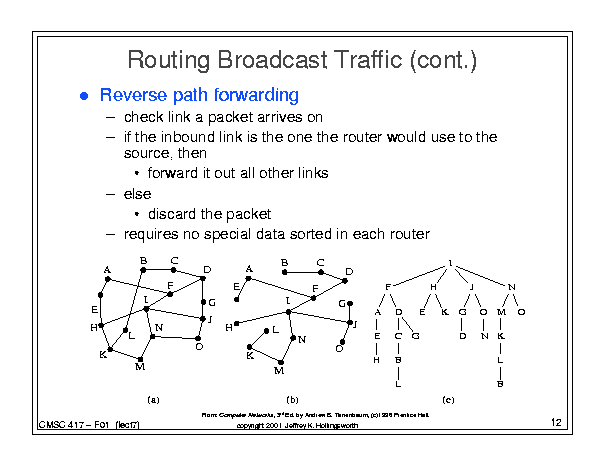 Routing Broadcast Traffic (cont.)
● Reverse path forwarding
– check link a packet arrives on
– if the inbound link is the one the router would use to the
source, then
• forward it out all other links
– else
• discard the packet
– requires no special data sorted in each router
A B C D
E F G
H I J
K L M N O
(a)
A B C D
E F G
H I J
K L M N O
(b)
I
F H J N
A D E K G O M O
E C G D N K
H B L
L B
(c)
From: Computer Networks, 3rd Ed. by Andrew S. Tanenbaum, (c)1996 Prentice Hall.
CMSC 417 – F01 (lect7)
copyright 2001 Jeffrey K. Hollingsworth
12